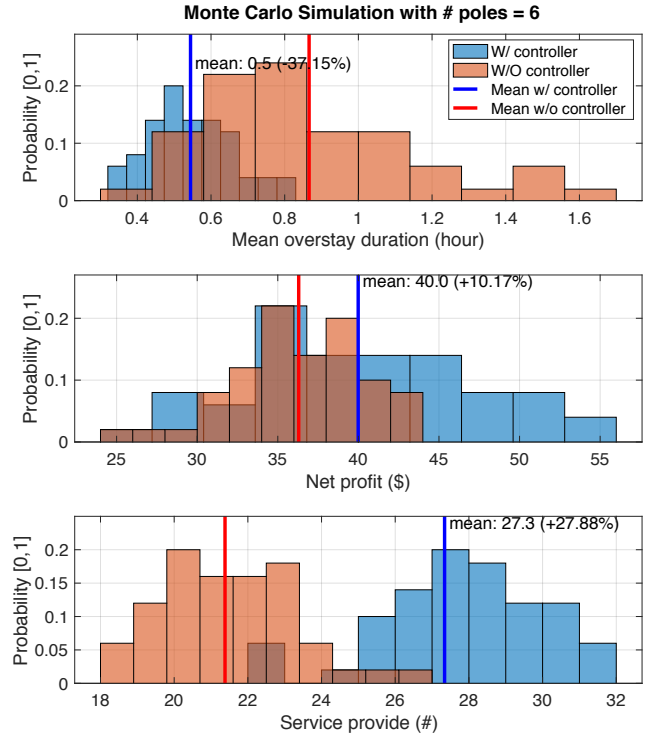 Monte Carlo Simulation with # poles = 6
mean: 0.5 (-37.15%)
W/ controller
W/O controller
Mean w/ controller
Mean w/o controller
Probability [0,1]
0.2
0.1
0
0.4 0.6 0.8 1 1.2 1.4 1.6
Mean overstay duration (hour)
mean: 40.0 (+10.17%)
Probability [0,1]
0.2
0.1
0
25 30 35 40 45 50 55
Net profit ($)
mean: 27.3 (+27.88%)
Probability [0,1]
0.2
0.15
0.1
0.05
0
18 20 22 24 26 28 30 32
Service provide (#)